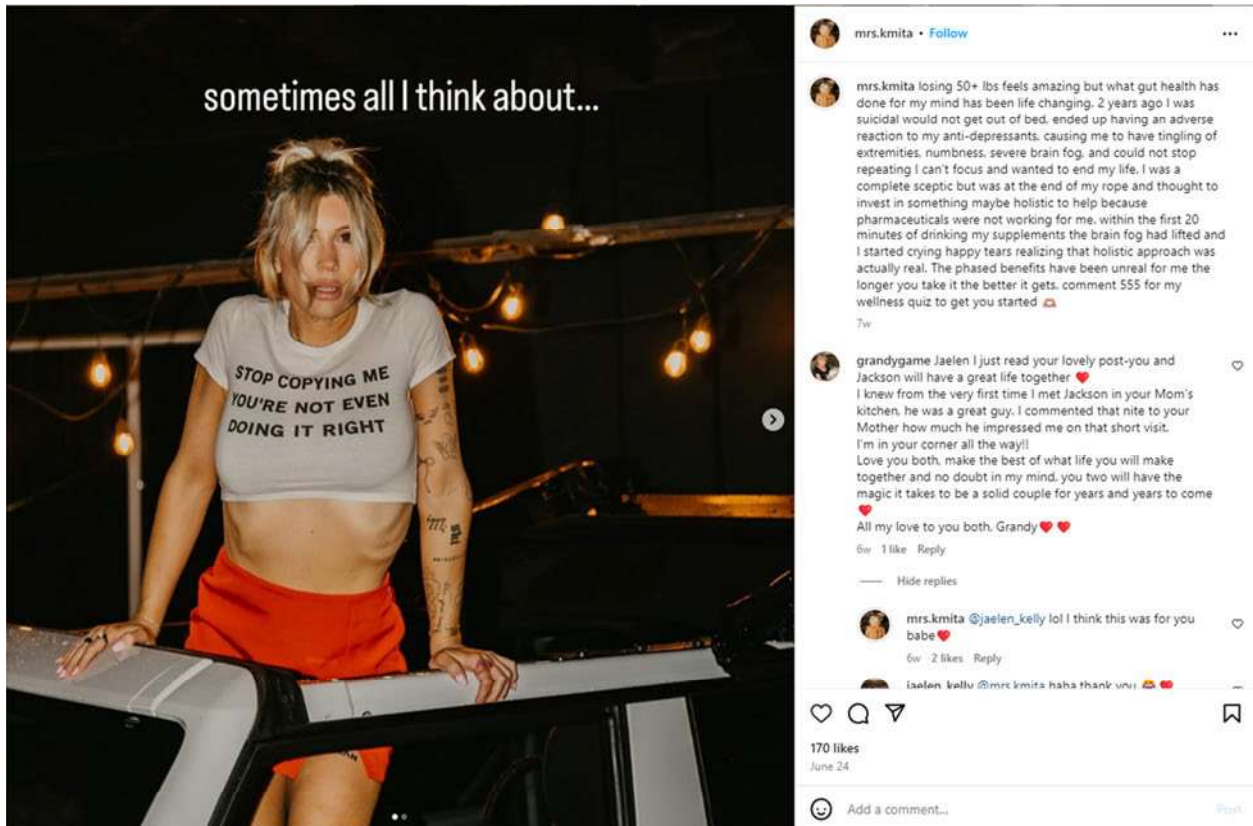 sometimes all I think about...
STOP COPYING ME
YOU'RE NOT EVEN
DOING IT RIGHT
mrs.kmita • Follow
mrs.kmita losing 50+ lbs feels amazing but what gut health has
done for my mind has been life changing. 2 years ago I was
suicidal would not get out of bed, ended up having an adverse
reaction to my anti-depressants, causing me to have tingling of
extremities, numbness, severe brain fog, and could not stop
repeating I can't focus and wanted to end my life. I was a
complete sceptic but was at the end of my rope and thought to
invest in something maybe holistic to help because
pharmaceuticals were not working for me. within the first 20
minutes of drinking my supplements the brain fog had lifted and
I started crying happy tears realizing that holistic approach was
actually real. The phased benefits have been unreal for me the
longer you take it the better it gets. comment 555 for my
wellness quiz to get you started 🫶
7w
grandygame Jaelen I just read your lovely post-you and
Jackson will have a great life together ❤️
I knew from the very first time I met Jackson in your Mom's
kitchen, he was a great guy. I commented that nite to your
Mother how much he impressed me on that short visit.
I'm in your corner all the way!!
Love you both, make the best of what life you will make
together and no doubt in my mind, you two will have the
magic it takes to be a solid couple for years and years to come
❤️
All my love to you both, Grandy❤️ ❤️
6w 1 like Reply
Hide replies
mrs.kmita @jaelen_kelly lol I think this was for you
babe❤️
6w 2 likes Reply
jaelen_kelly @mrs.kmita haha thank you 😂 ❤️
170 likes
June 24
Add a comment...
Post